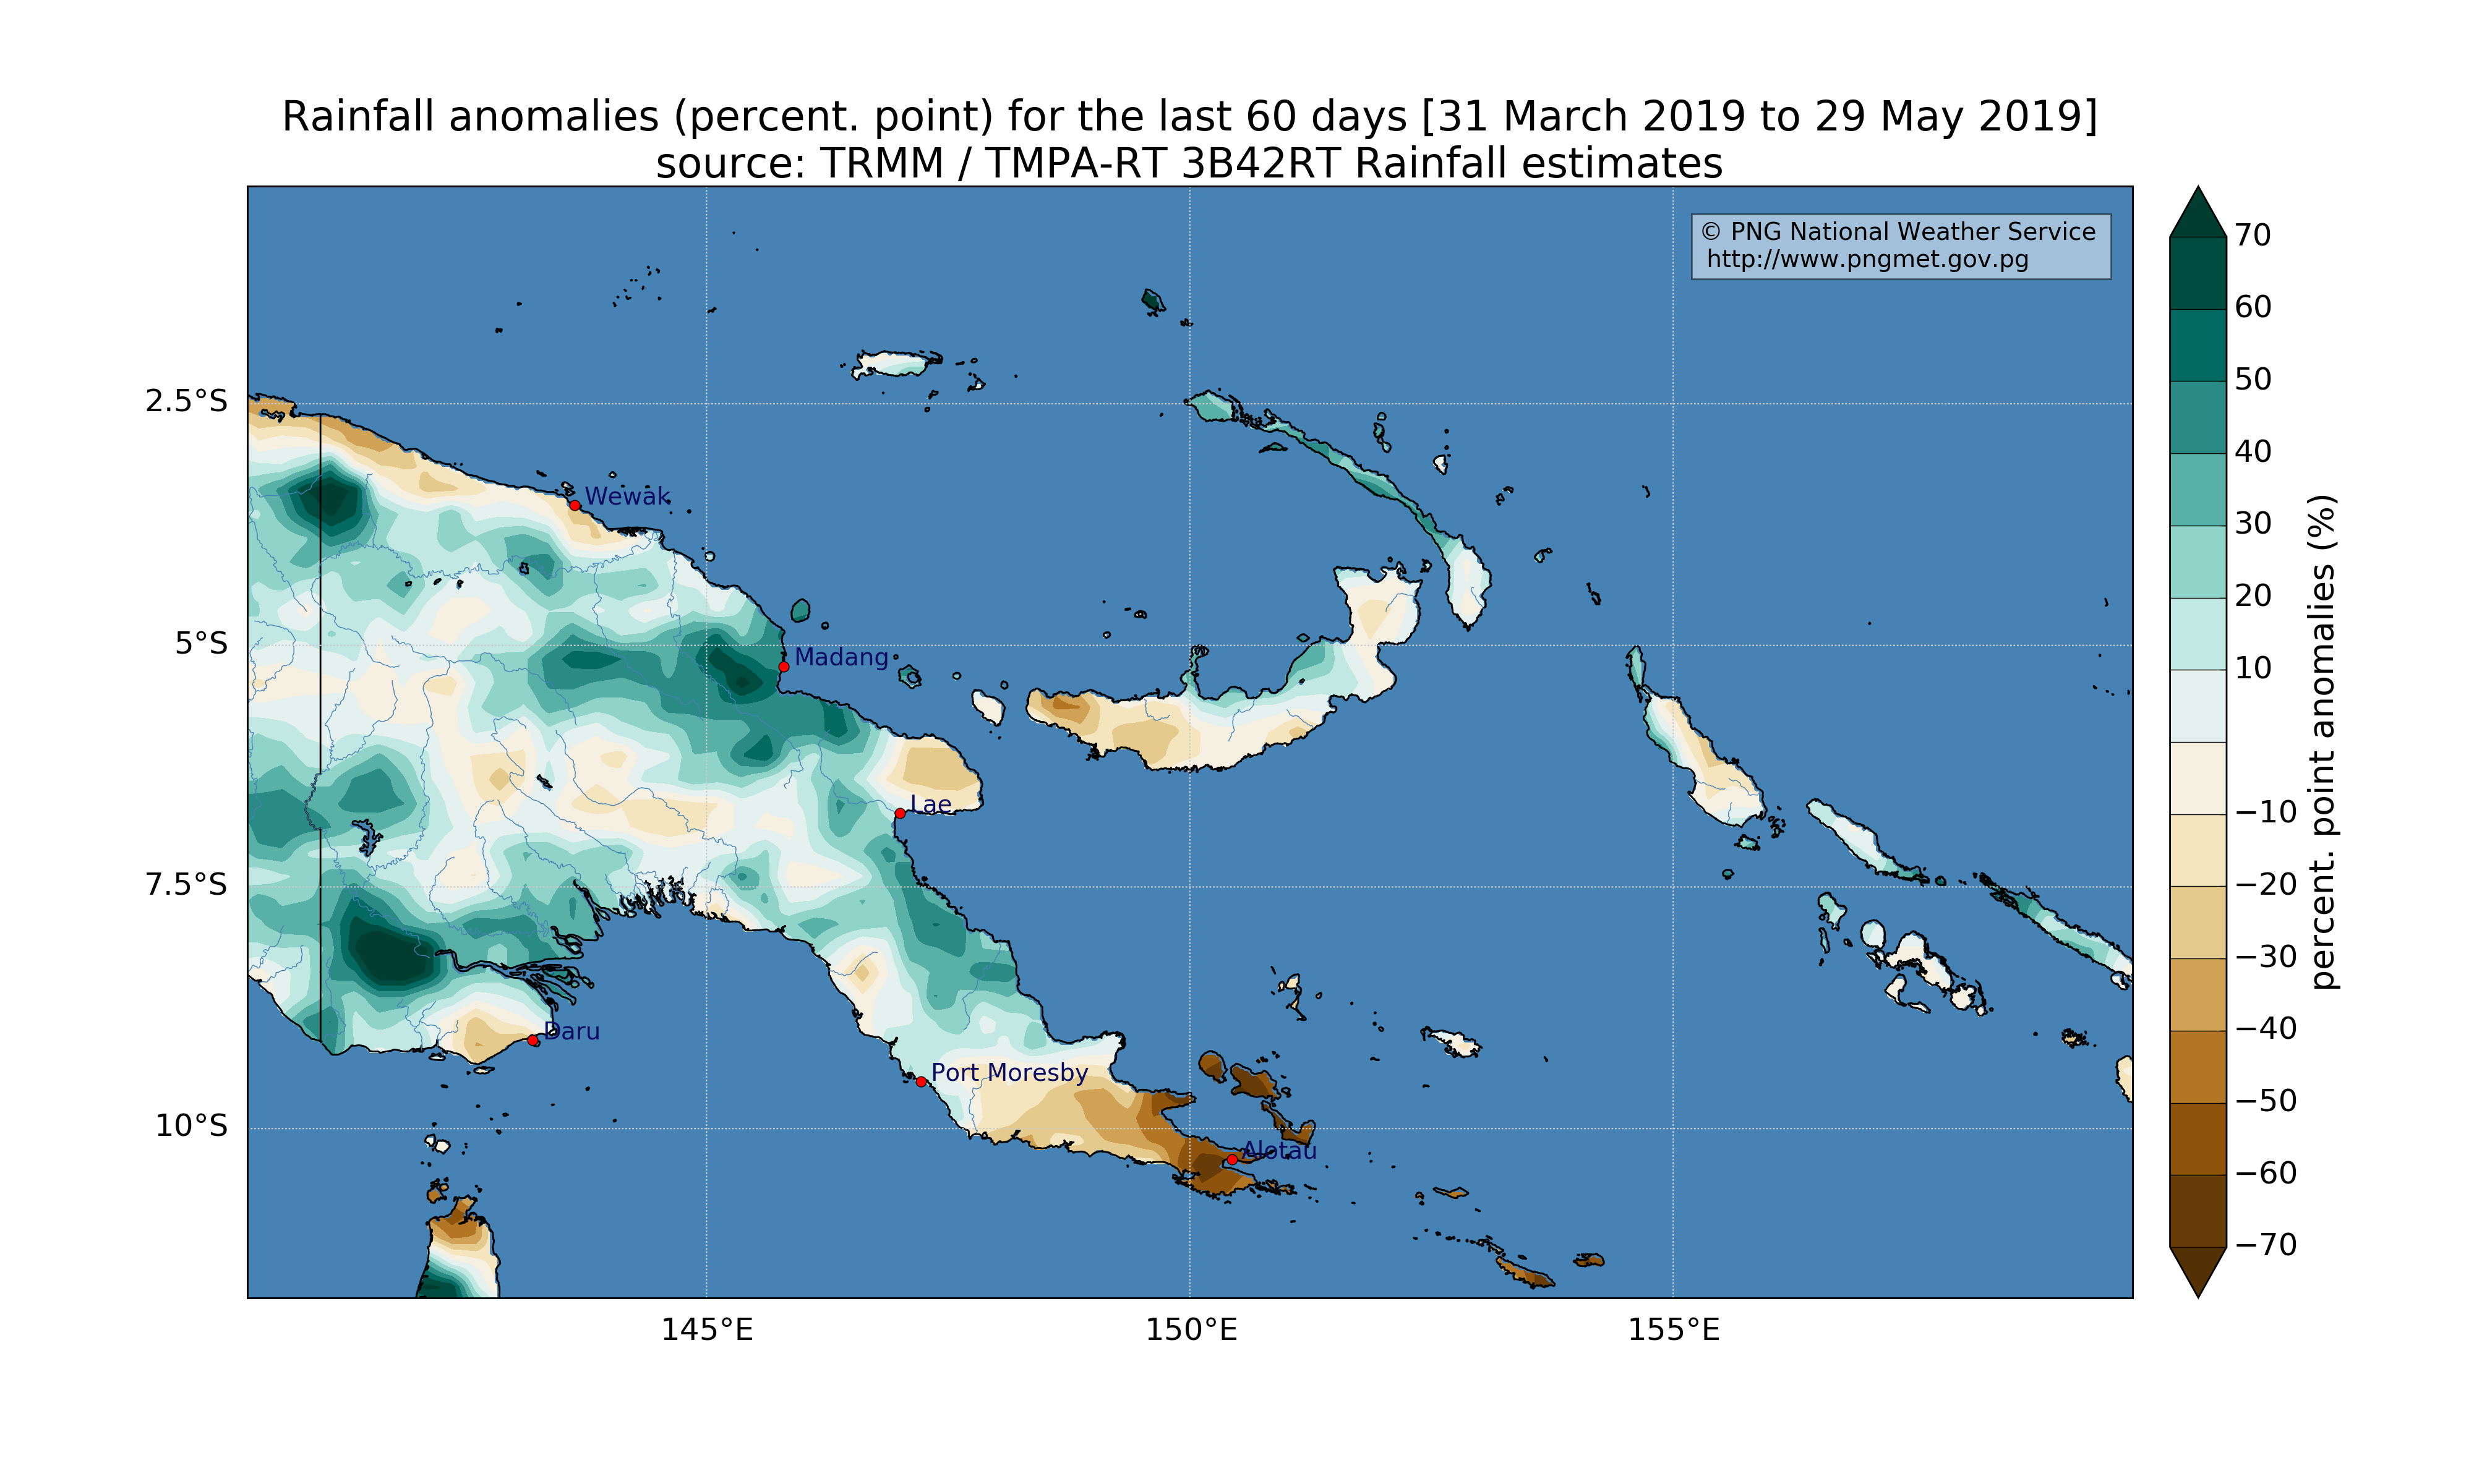 Rainfall anomalies (percent. point) for the last 60 days [31 March 2019 to 29 May 2019]
source: TRMM / TMPA-RT 3B42RT Rainfall estimates
© PNG National Weather Service
http://www.pngmet.gov.pg
2.5°S
5°S
7.5°S
10°S
145°E
150°E
155°E
Wewak
Madang
Lae
Daru
Port Moresby
Alotau
70
60
50
40
30
20
10
−10
−20
−30
−40
−50
−60
−70
percent. point anomalies (%)